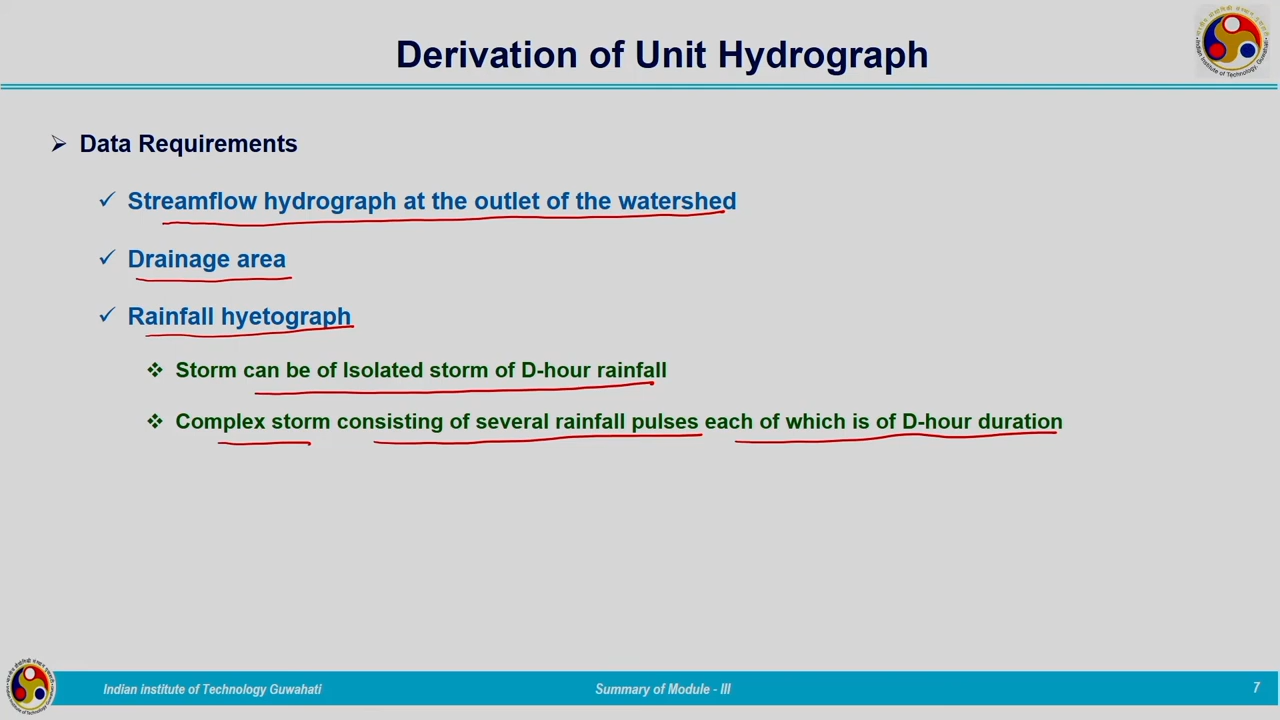 Derivation of Unit Hydrograph
Data Requirements
Streamflow hydrograph at the outlet of the watershed
Drainage area
Rainfall hyetograph
Storm can be of Isolated storm of D-hour rainfall
Complex storm consisting of several rainfall pulses each of which is of D-hour duration
Indian institute of Technology Guwahati
Summary of Module - III
7